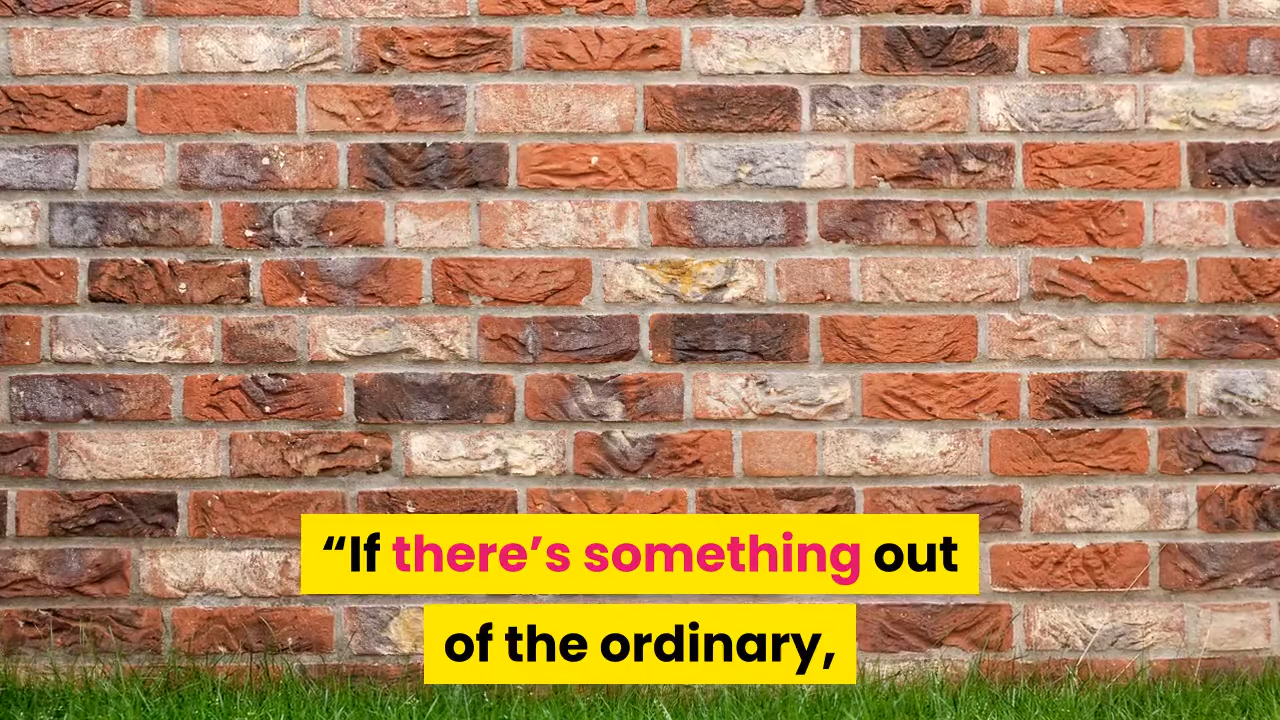 “If there’s something out
of the ordinary,